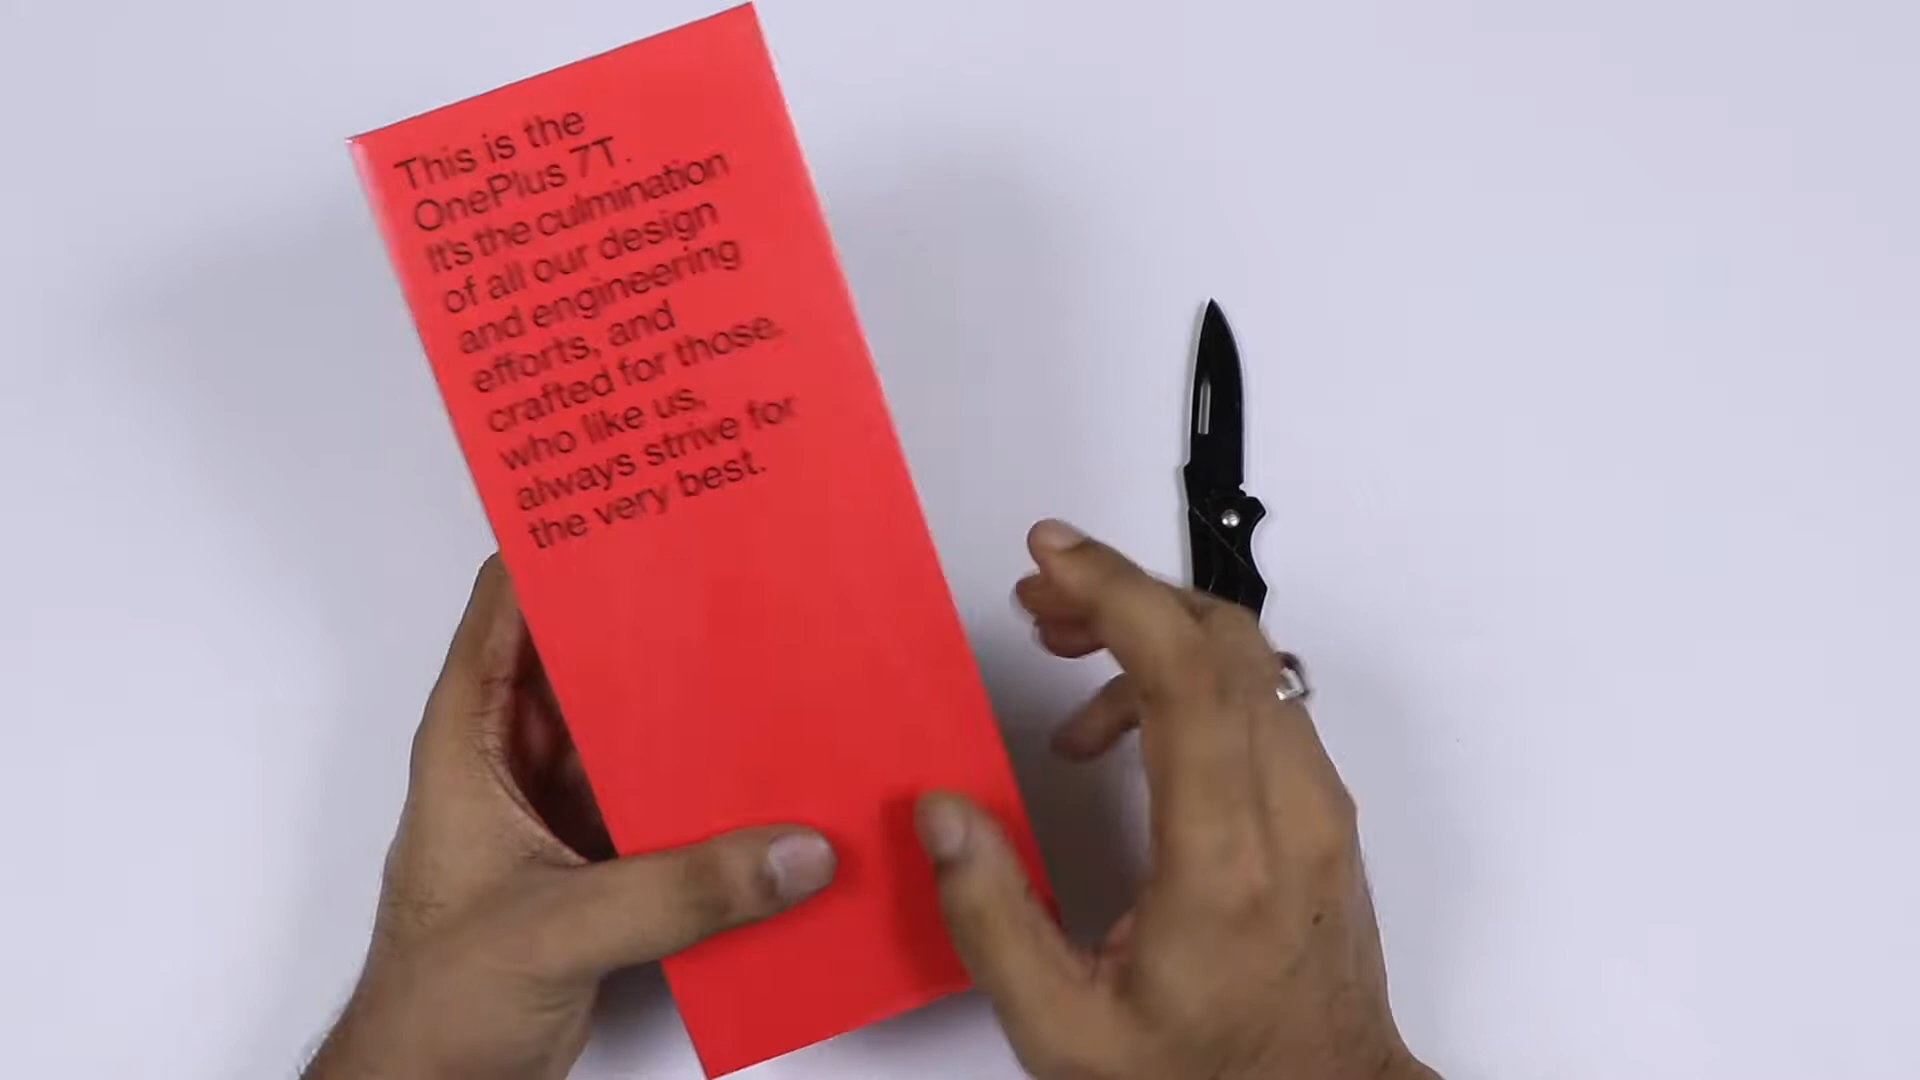 This is the
OnePlus 7T.
It's the culmination
of all our design
and engineering
efforts, and
crafted for those,
who like us,
always strive for
the very best.